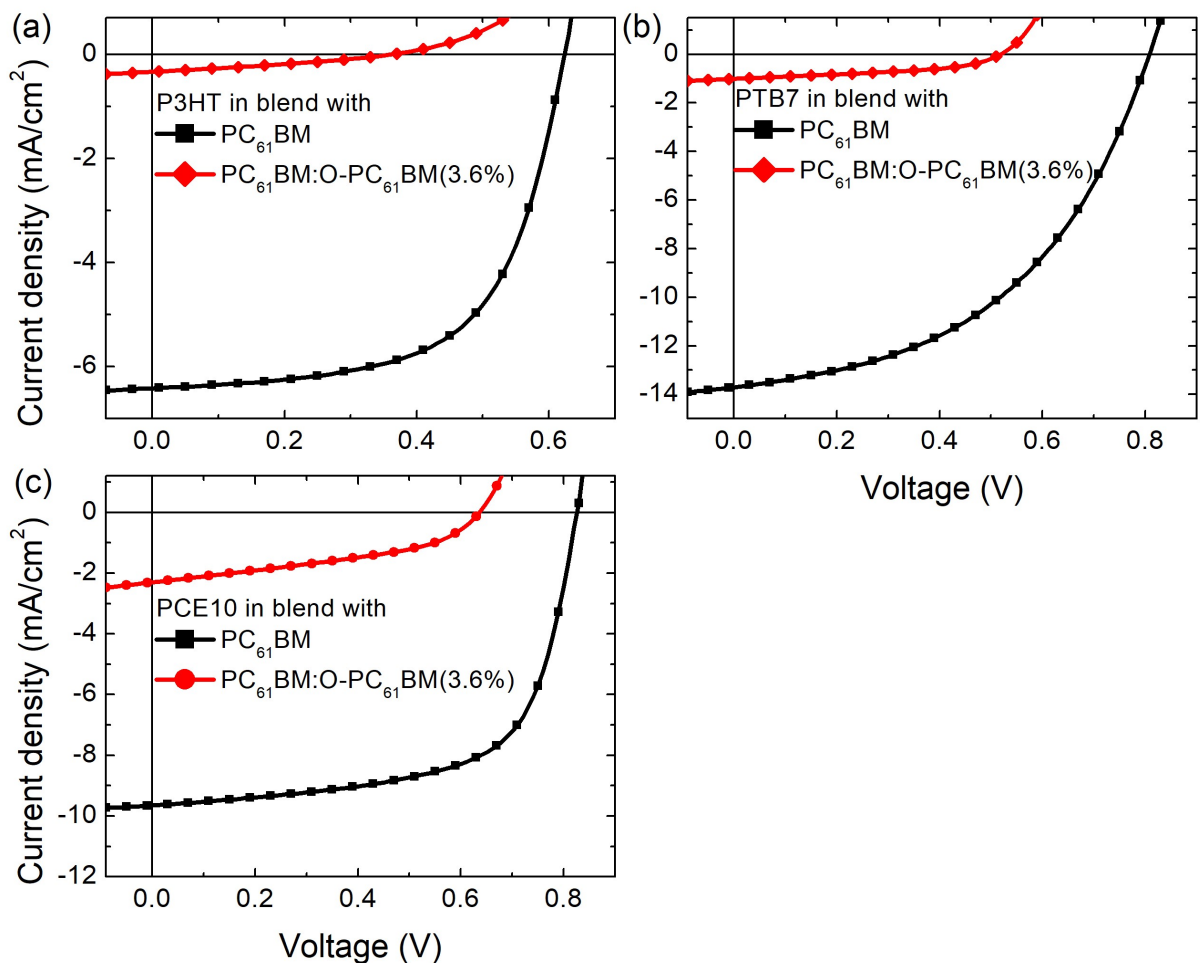 (a)
0
-2
-4
-6
Current density (mA/cm²)
P3HT in blend with
PC₆₁BM
PC₆₁BM:O-PC₆₁BM(3.6%)
0.0 0.2 0.4 0.6
(b)
0
-2
-4
-6
-8
-10
-12
-14
PTB7 in blend with
PC₆₁BM
PC₆₁BM:O-PC₆₁BM(3.6%)
0.0 0.2 0.4 0.6 0.8
Voltage (V)
(c)
0
-2
-4
-6
-8
-10
-12
Current density (mA/cm²)
PCE10 in blend with
PC₆₁BM
PC₆₁BM:O-PC₆₁BM(3.6%)
0.0 0.2 0.4 0.6 0.8
Voltage (V)